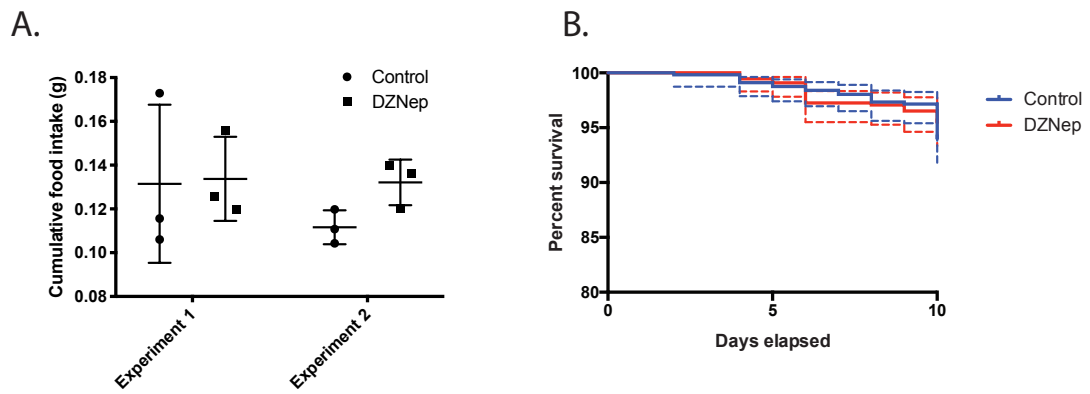 A.
Cumulative food intake (g)
0.18
0.16
0.14
0.12
0.10
0.08
Control
DZNep
Experiment 1
Experiment 2
B.
Percent survival
100
95
90
85
80
0
5
10
Days elapsed
Control
DZNep